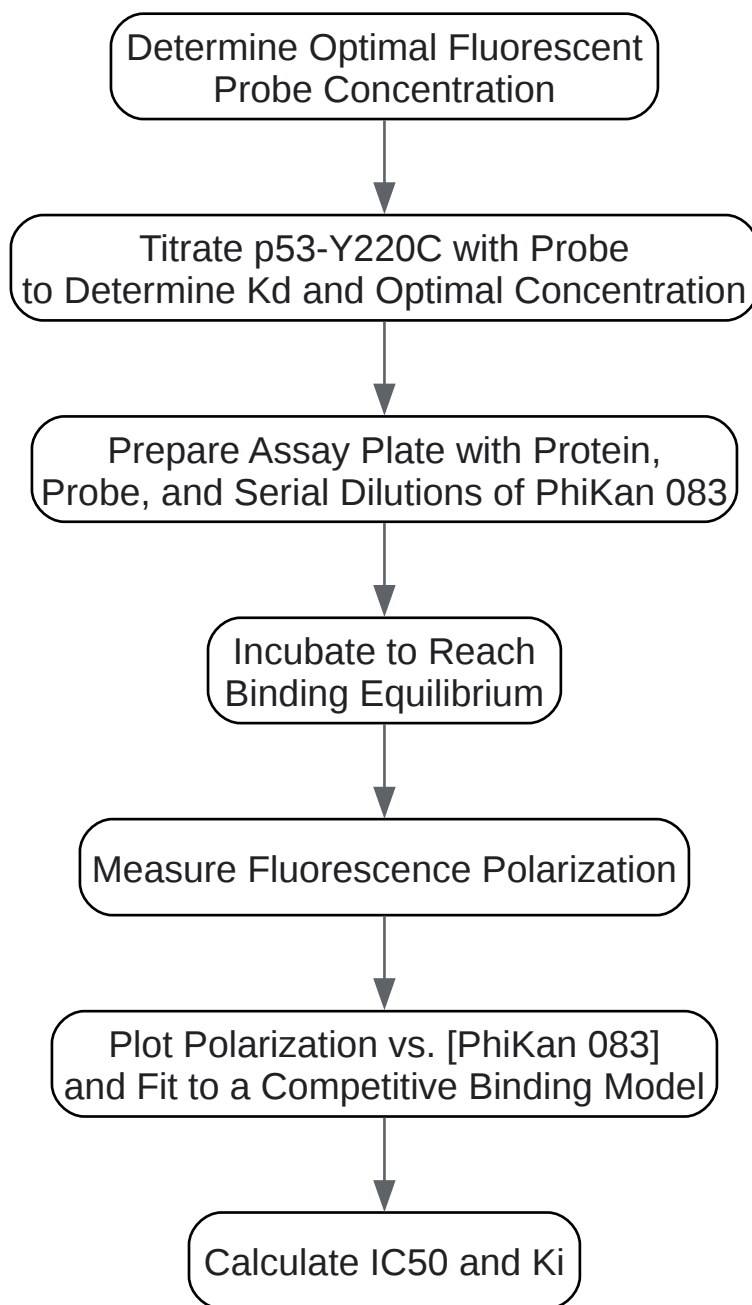 Determine Optimal Fluorescent
Probe Concentration
Titrate p53-Y220C with Probe
to Determine Kd and Optimal Concentration
Prepare Assay Plate with Protein,
Probe, and Serial Dilutions of PhiKan 083
Incubate to Reach
Binding Equilibrium
Measure Fluorescence Polarization
Plot Polarization vs. [PhiKan 083]
and Fit to a Competitive Binding Model
Calculate IC50 and Ki